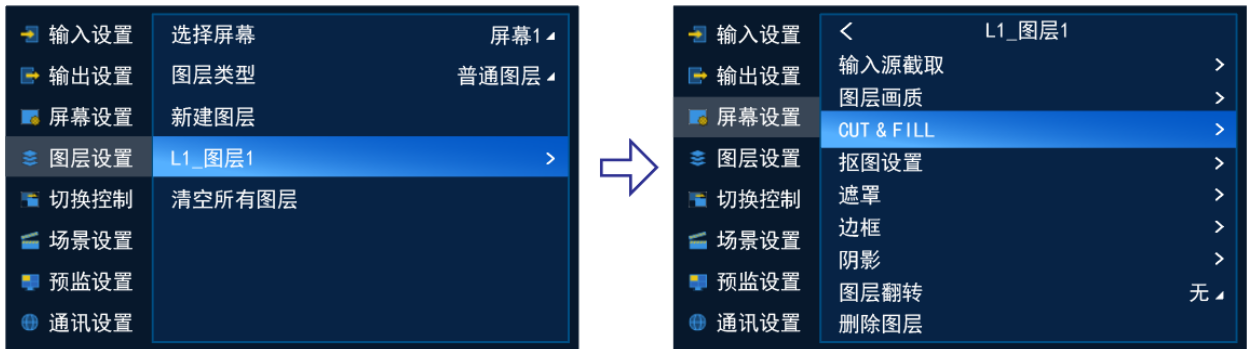 输入设置
输出设置
屏幕设置
图层设置
切换控制
场景设置
预监设置
通讯设置
选择屏幕 屏幕1
图层类型 普通图层
新建图层
L1_图层1 >
清空所有图层
输入设置
输出设置
屏幕设置
图层设置
切换控制
场景设置
预监设置
通讯设置
< L1_图层1
输入源截取 >
图层画质 >
CUT & FILL >
抠图设置 >
遮罩 >
边框 >
阴影 >
图层翻转 无
删除图层